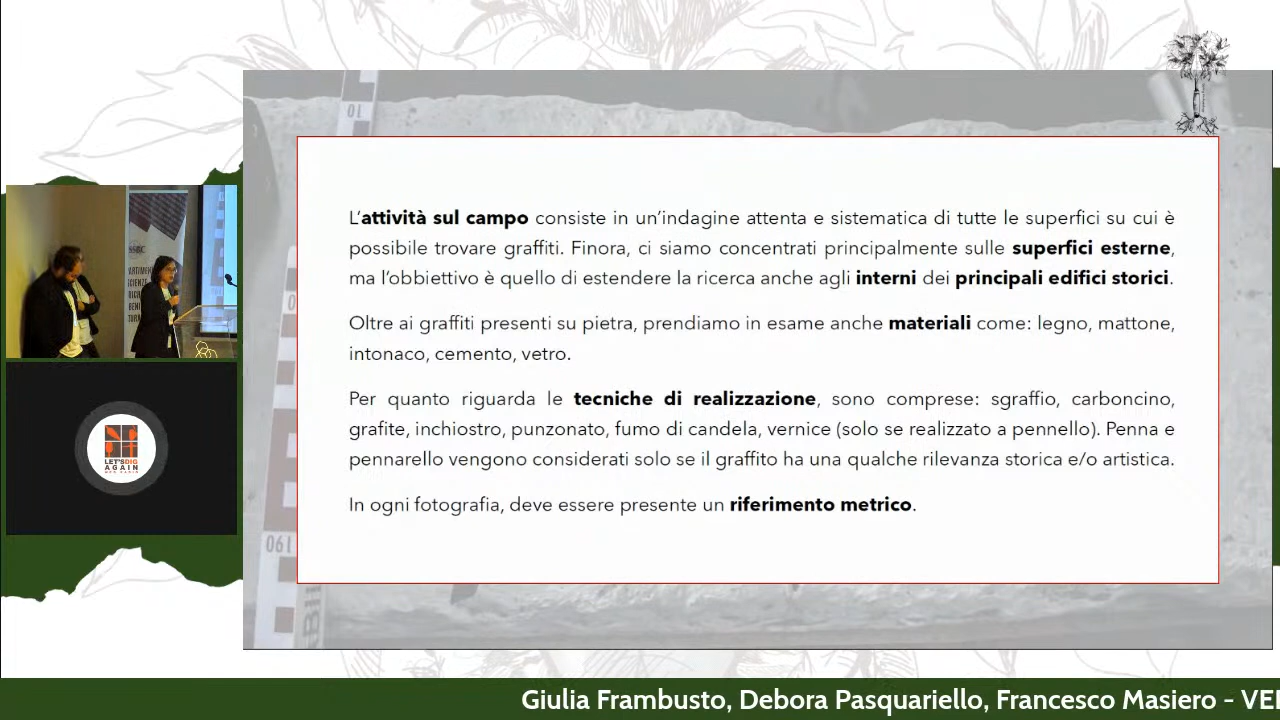 L'attività sul campo consiste in un'indagine attenta e sistematica di tutte le superfici su cui è
possibile trovare graffiti. Finora, ci siamo concentrati principalmente sulle superfici esterne,
ma l'obbiettivo è quello di estendere la ricerca anche agli interni dei principali edifici storici.
Oltre ai graffiti presenti su pietra, prendiamo in esame anche materiali come: legno, mattone,
intonaco, cemento, vetro.
Per quanto riguarda le tecniche di realizzazione, sono comprese: sgraffio, carboncino,
grafite, inchiostro, punzonato, fumo di candela, vernice (solo se realizzato a pennello). Penna e
pennarello vengono considerati solo se il graffito ha una qualche rilevanza storica e/o artistica.
In ogni fotografia, deve essere presente un riferimento metrico.
01
061
LET'S DIG
AGAIN
Giulia Frambusto, Debora Pasquariello, Francesco Masiero - VE